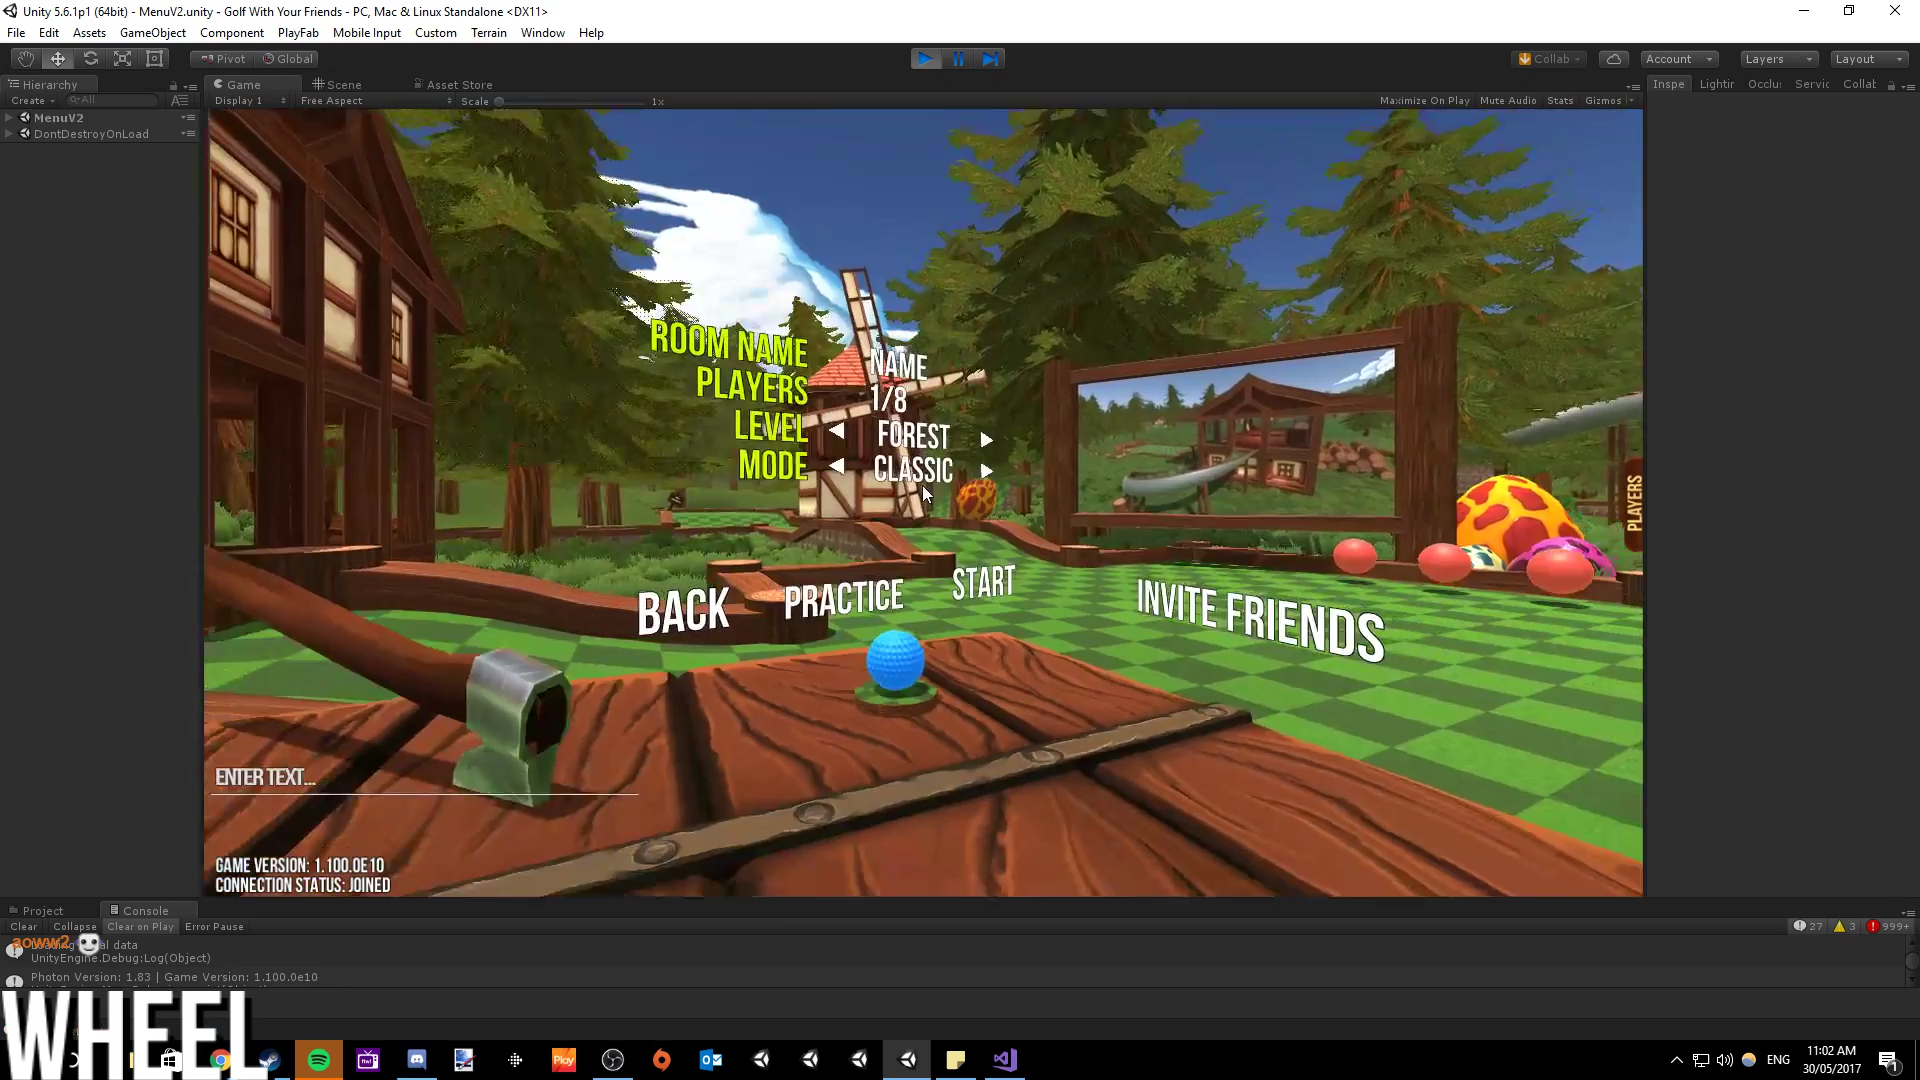 Unity 5.6.1p1 (64bit) - MenuV2.unity - Golf With Your Friends - PC, Mac & Linux Standalone <DX11>
File Edit Assets GameObject Component PlayFab Mobile Input Custom Terrain Window Help
Pivot Global Collab Account Layers Layout
Hierarchy Game Scene Asset Store Inspe Lightir Occlu Servic Collat
Create All Display 1 Free Aspect Scale 1x Maximize On Play Mute Audio Stats Gizmos
MenuV2
DontDestroyOnLoad
ROOM NAME NAME
PLAYERS 1/8
LEVEL FOREST
MODE CLASSIC
PLAYERS
BACK PRACTICE START INVITE FRIENDS
ENTER TEXT...
GAME VERSION: 1.100.0E10
CONNECTION STATUS: JOINED
Project Console
Clear Collapse Clear on Play Error Pause 27 3 999+
aoww2 data
UnityEngine.Debug:Log(Object)
Photon Version: 1.83 | Game Version: 1.100.0e10
WHEEL
Play
ENG
11:02 AM
30/05/2017
1